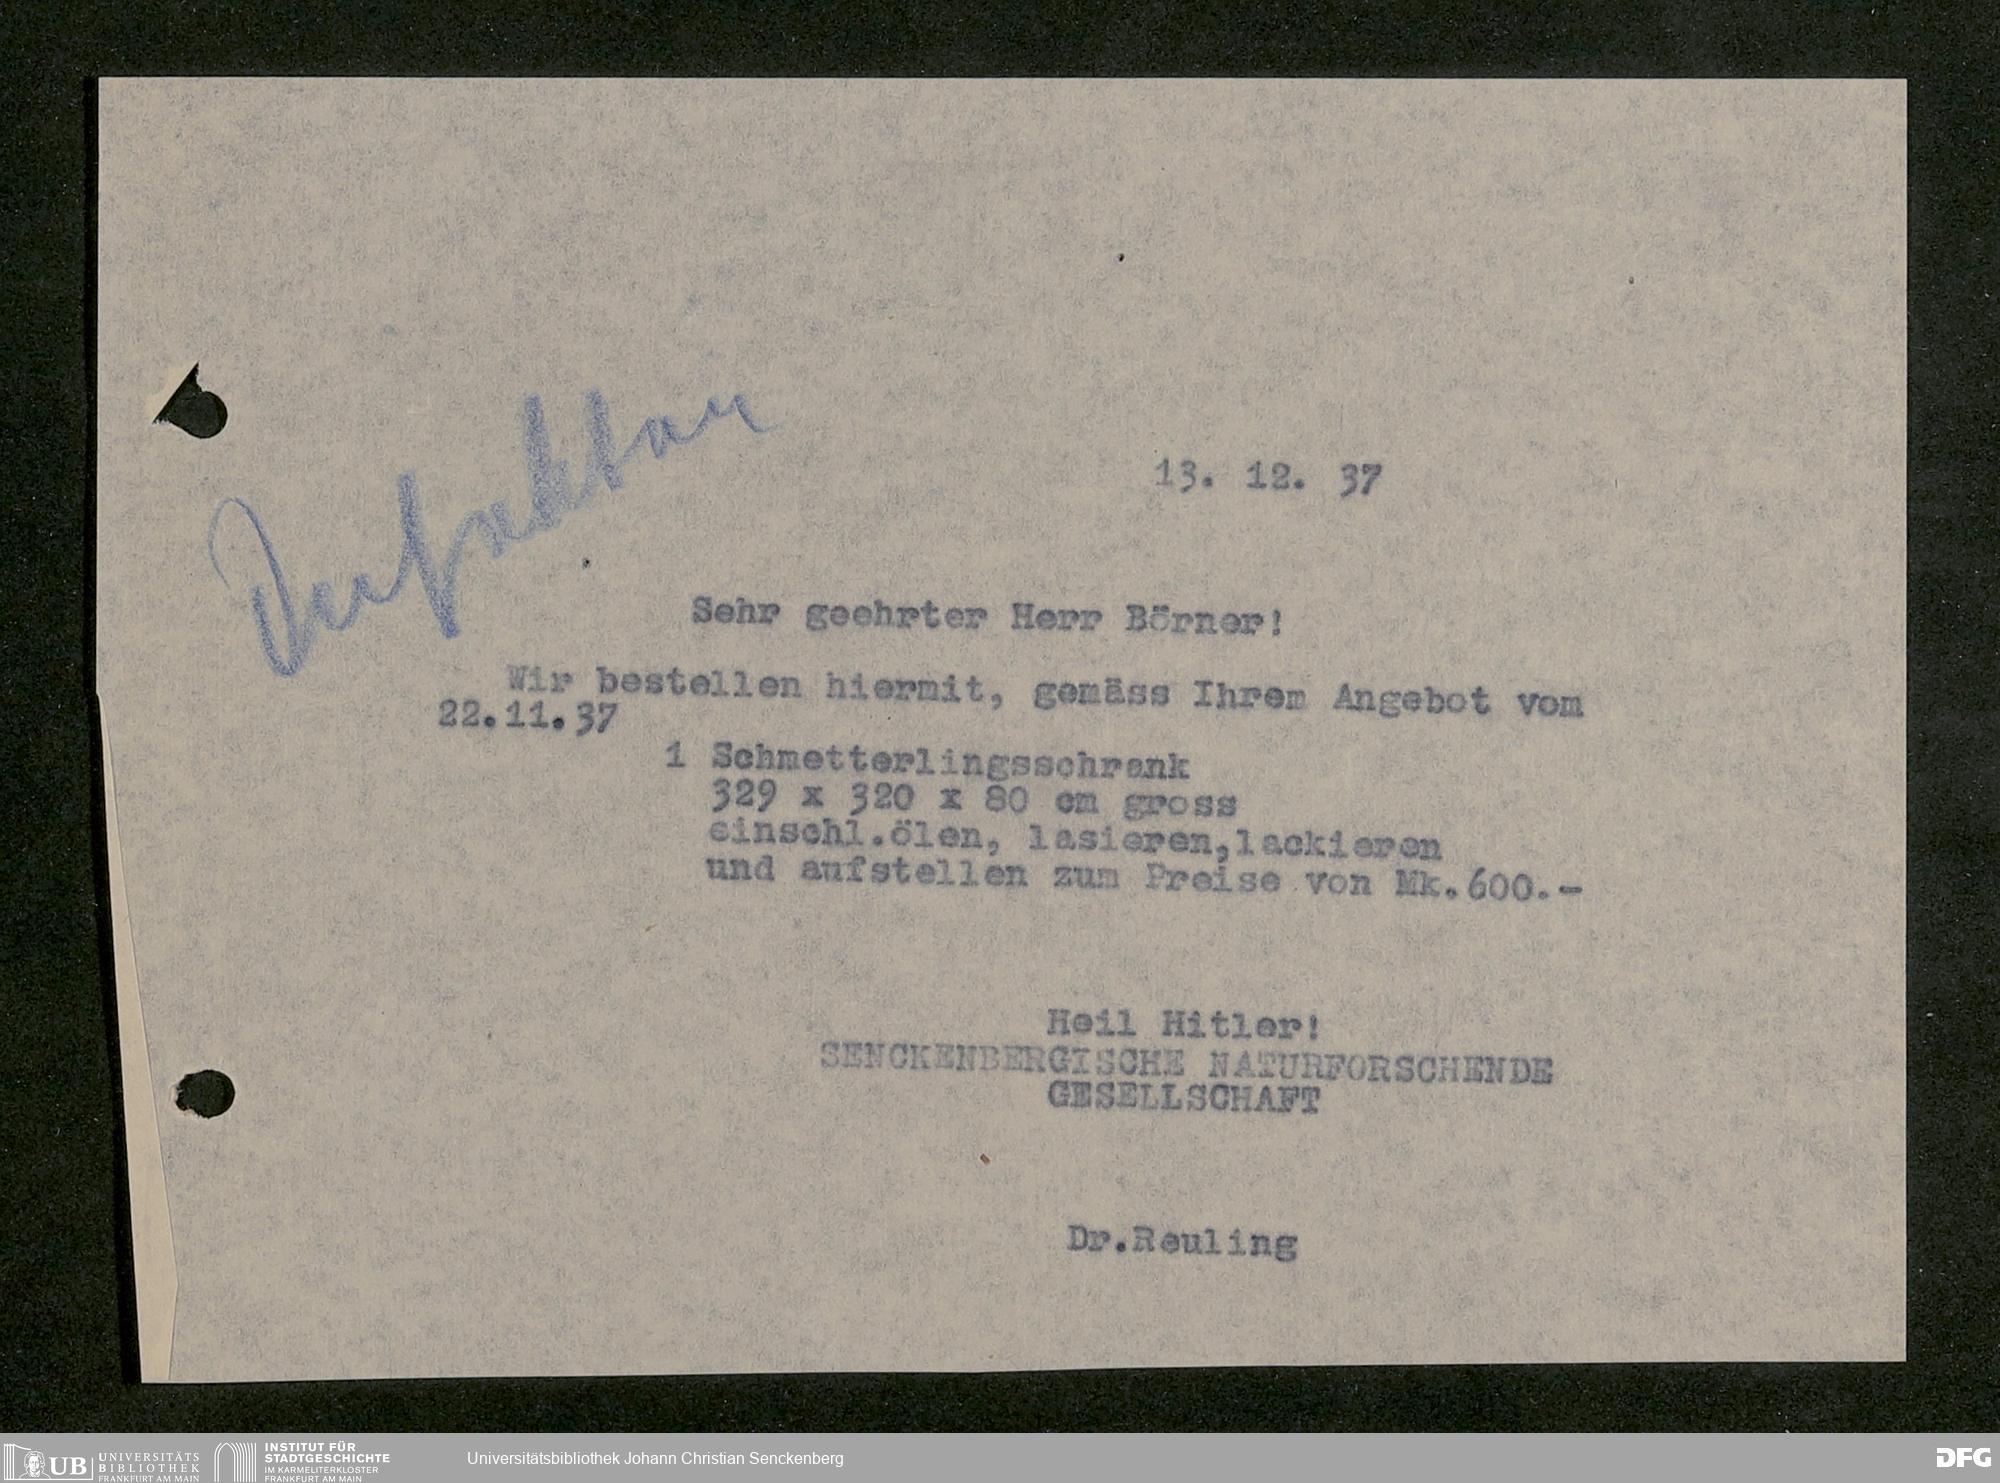 13. 12. 37
Sehr geehrter Herr Börner!
Wir bestellen hiermit, gemäss Ihrem Angebot vom
22.11.37
1 Schmetterlingsschrank
329 x 320 x 80 cm gross
einschl.ölen, lasieren,lackieren
und aufstellen zum Preise von Mk.600.-
Heil Hitler!
SENCKENBERGISCHE NATURFORSCHENDE
GESELLSCHAFT
Dr.Reuling
UB UNIVERSITÄTS
BIBLIOTHEK
FRANKFURT AM MAIN
INSTITUT FÜR
STADTGESCHICHTE
IM KARMELITERKLOSTER
FRANKFURT AM MAIN
Universitätsbibliothek Johann Christian Senckenberg
DFG